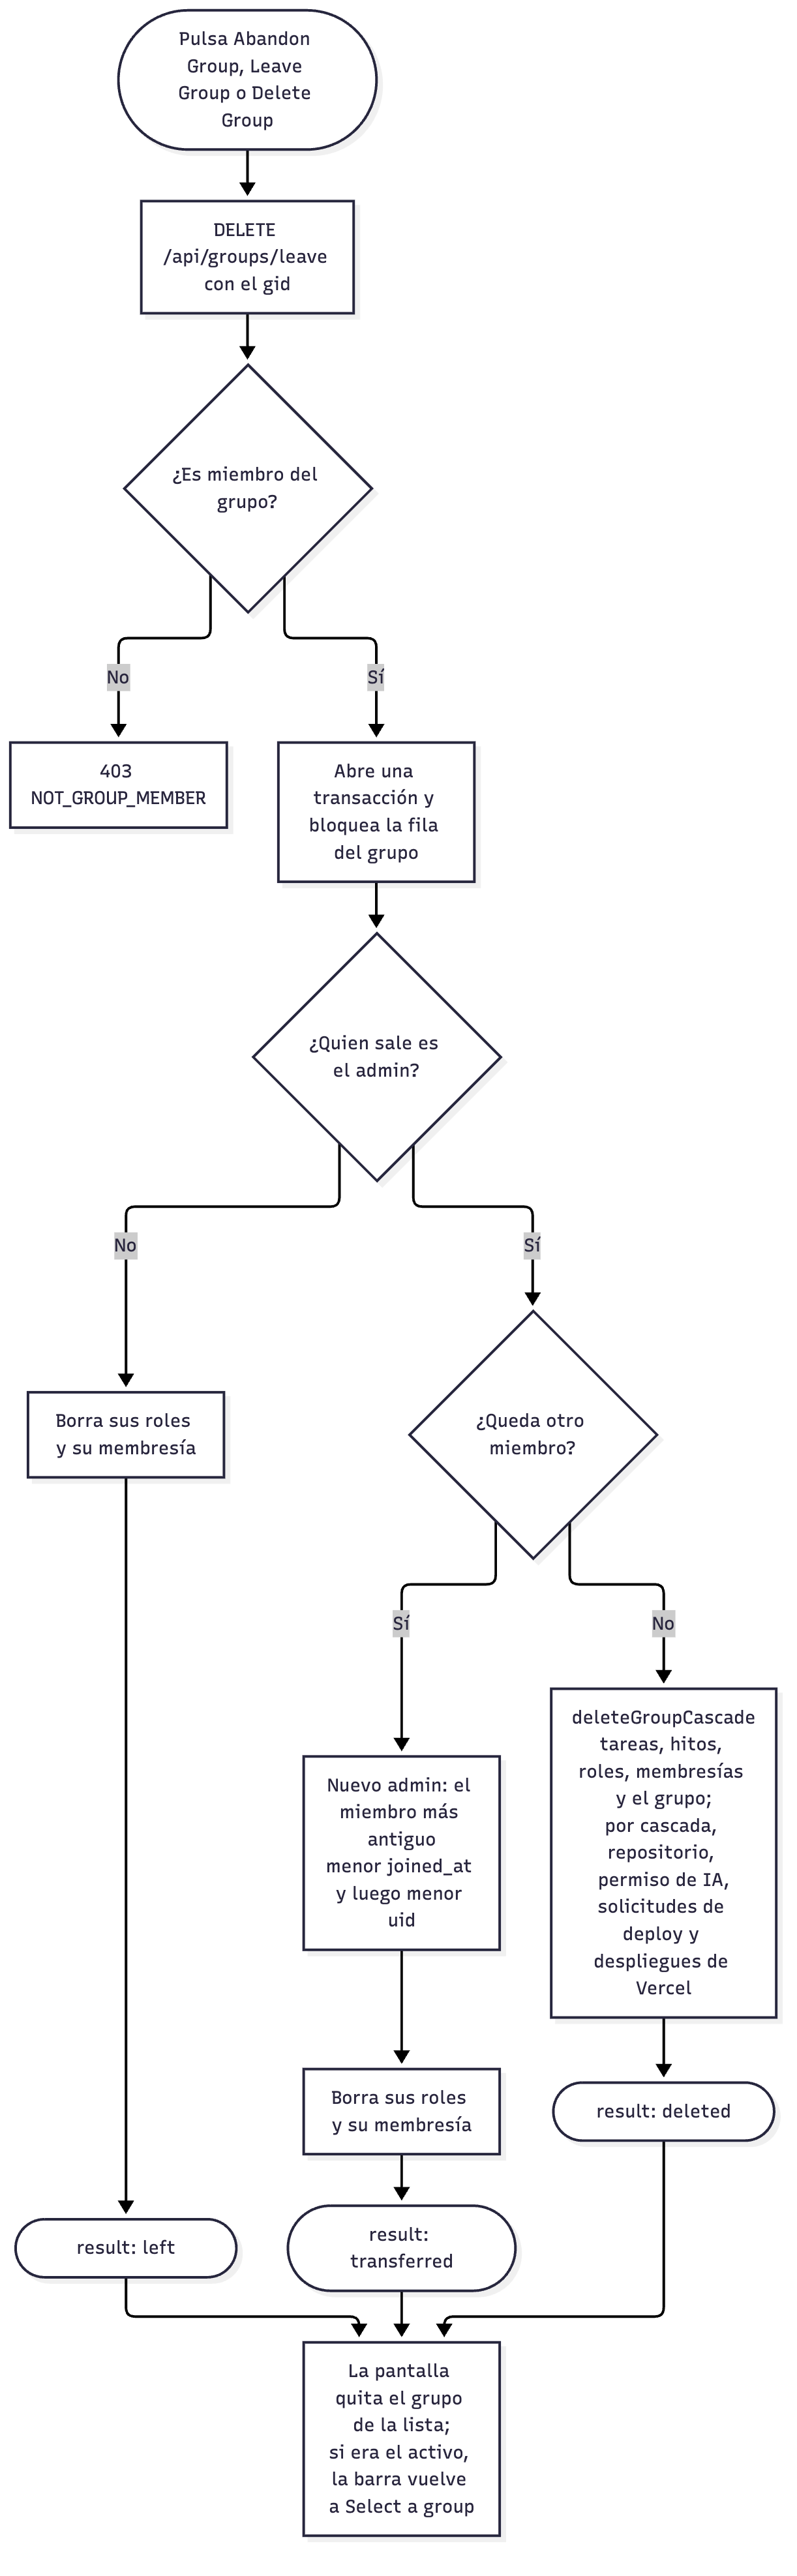 Pulsa Abandon
Group, Leave
Group o Delete
Group
DELETE
/api/groups/leave
con el gid
¿Es miembro del
grupo?
No
Sí
403
NOT_GROUP_MEMBER
Abre una
transacción y
bloquea la fila
del grupo
¿Quien sale es
el admin?
No
Sí
Borra sus roles
y su membresía
¿Queda otro
miembro?
Sí
No
Nuevo admin: el
miembro más
antiguo
menor joined_at
y luego menor
uid
deleteGroupCascade
tareas, hitos,
roles, membresías
y el grupo;
por cascada,
repositorio,
permiso de IA,
solicitudes de
deploy y
despliegues de
Vercel
Borra sus roles
y su membresía
result: deleted
result: left
result:
transferred
La pantalla
quita el grupo
de la lista;
si era el activo,
la barra vuelve
a Select a group